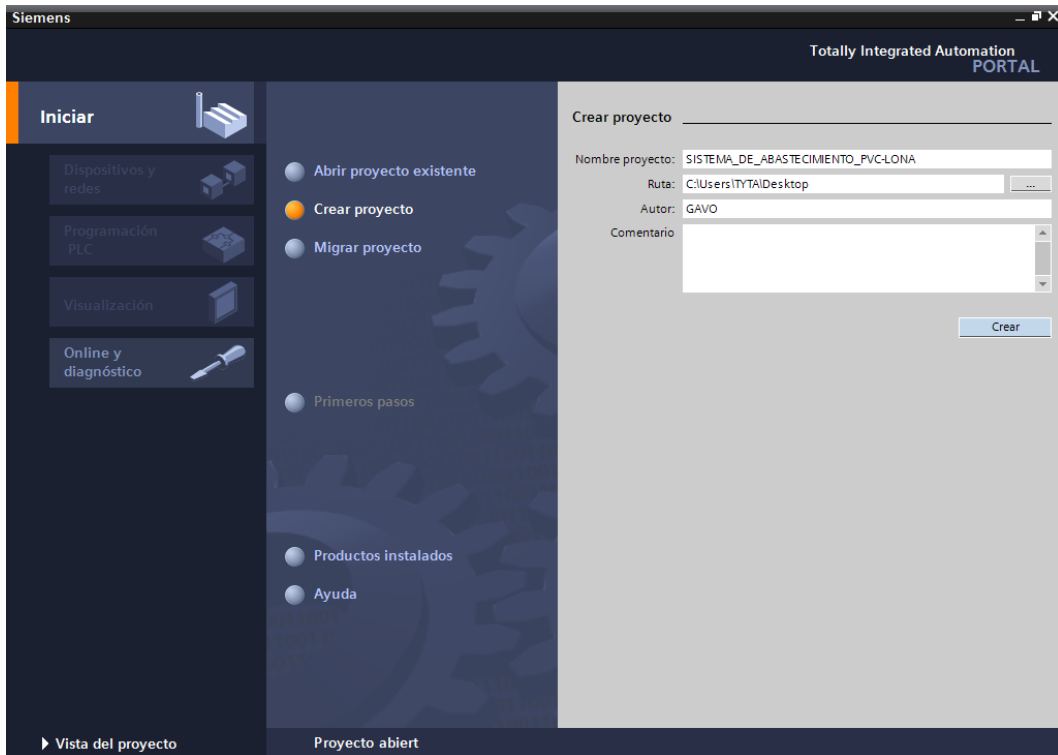 Siemens
Totally Integrated Automation
PORTAL
Iniciar
Dispositivos y
redes
Programación
PLC
Visualización
Online y
diagnóstico
Abrir proyecto existente
Crear proyecto
Migrar proyecto
Primeros pasos
Productos instalados
Ayuda
Crear proyecto
Nombre proyecto: SISTEMA_DE_ABASTECIMIENTO_PVC-LONA
Ruta: C:\Users\TYTA\Desktop ...
Autor: GAVO
Comentario
Crear
Vista del proyecto
Proyecto abiert